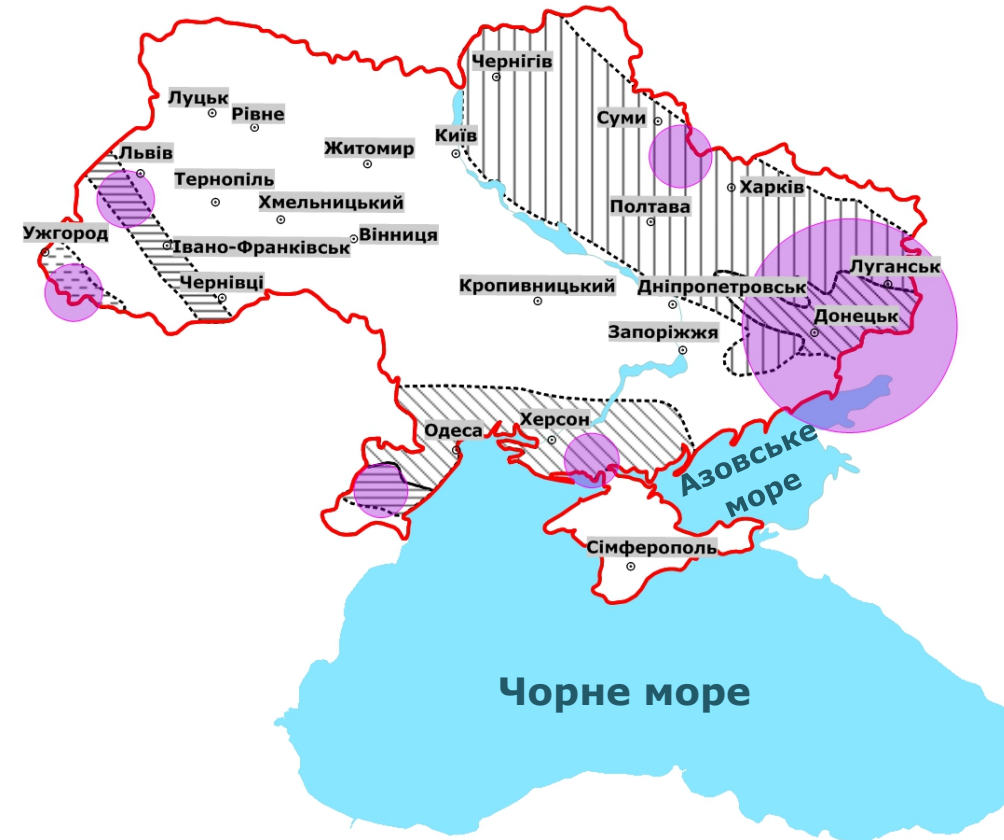 Чернігів
Луцьк
Рівне
Суми
Київ
Житомир
Львів
Тернопіль
Харків
Хмельницький
Полтава
Ужгород
Вінниця
Івано-Франківськ
Луганськ
Чернівці
Кропивницький
Дніпропетровськ
Донецьк
Запоріжжя
Херсон
Одеса
Азовське
море
Сімферополь
Чорне море